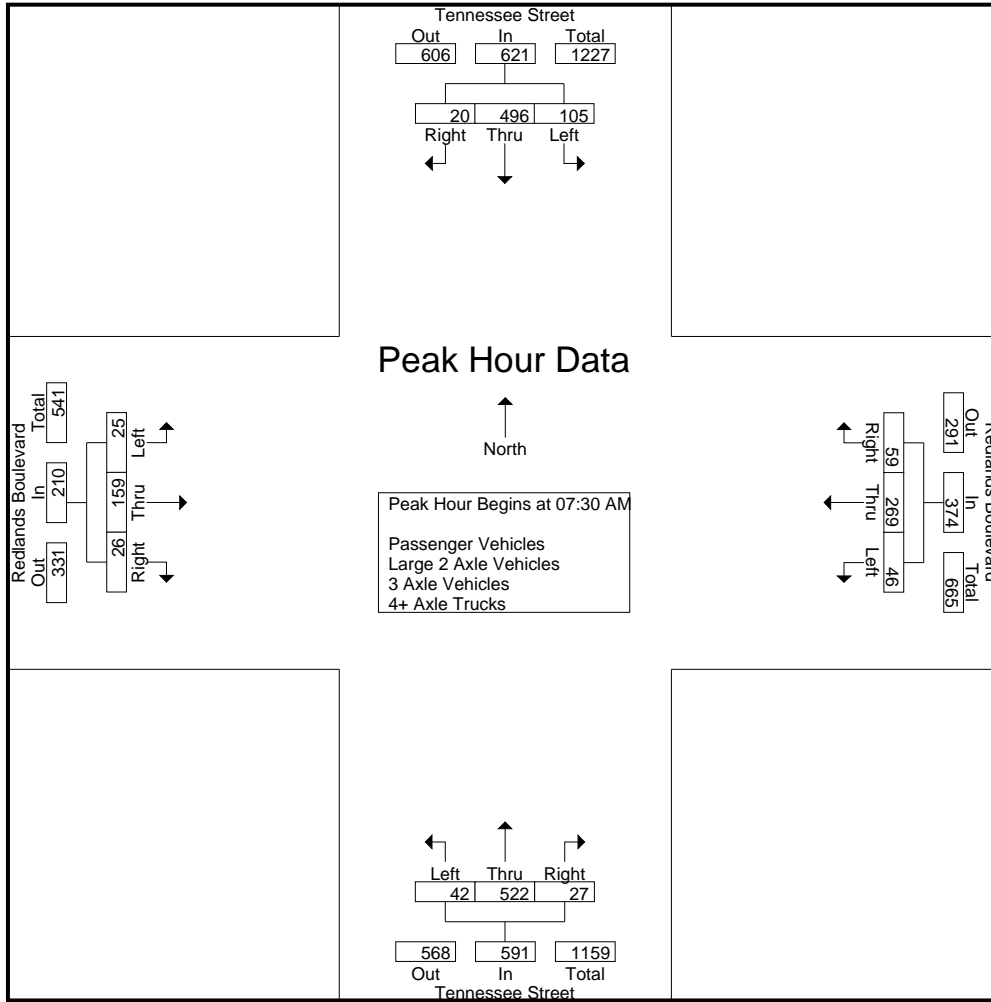 Tennessee Street
Out In Total
606 621 1227
20 496 105
Right Thru Left
Peak Hour Data
North
Peak Hour Begins at 07:30 AM
Passenger Vehicles
Large 2 Axle Vehicles
3 Axle Vehicles
4+ Axle Trucks
Redlands Boulevard
Out In Total
331 210 541
25 159 26
Left Thru Right
Redlands Boulevard
Out In Total
291 374 665
59 269 46
Right Thru Left
Left Thru Right
42 522 27
568 591 1159
Out In Total
Tennessee Street